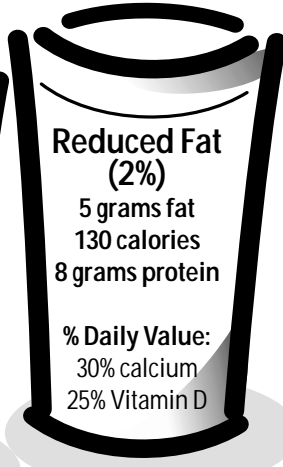 Reduced Fat
(2%)
5 grams fat
130 calories
8 grams protein
% Daily Value:
30% calcium
25% Vitamin D